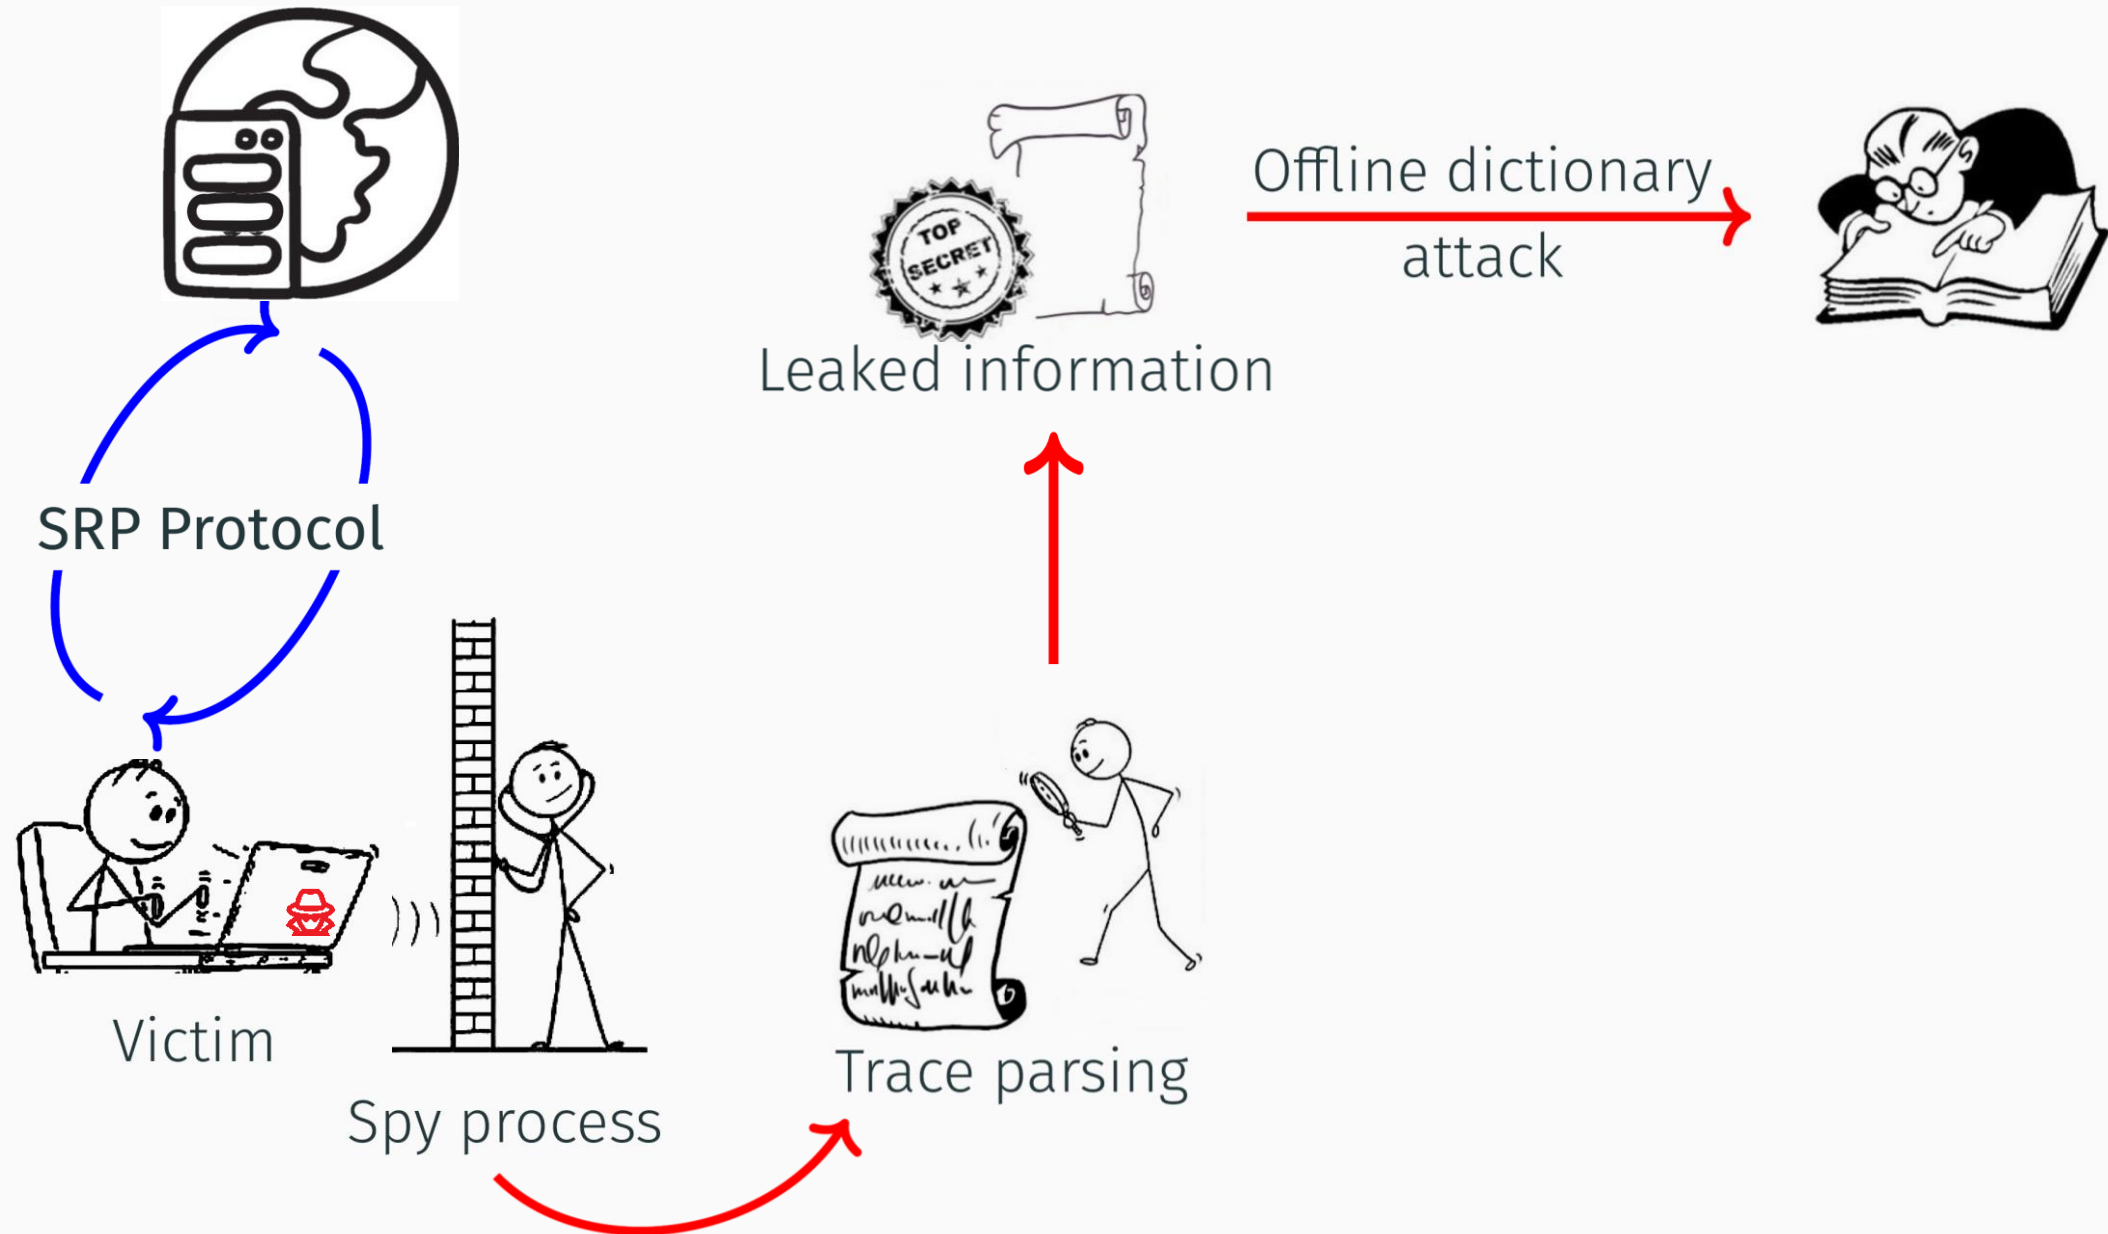 TOP
SECRET
Offline dictionary
attack
Leaked information
SRP Protocol
Victim
Spy process
Trace parsing